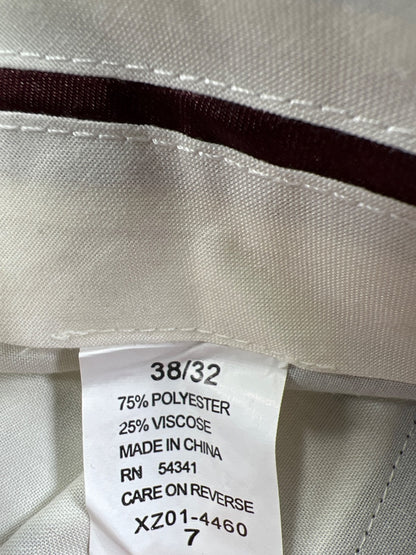 38/32
75% POLYESTER
25% VISCOSE
MADE IN CHINA
RN 54341
CARE ON REVERSE
XZ01-4460
7